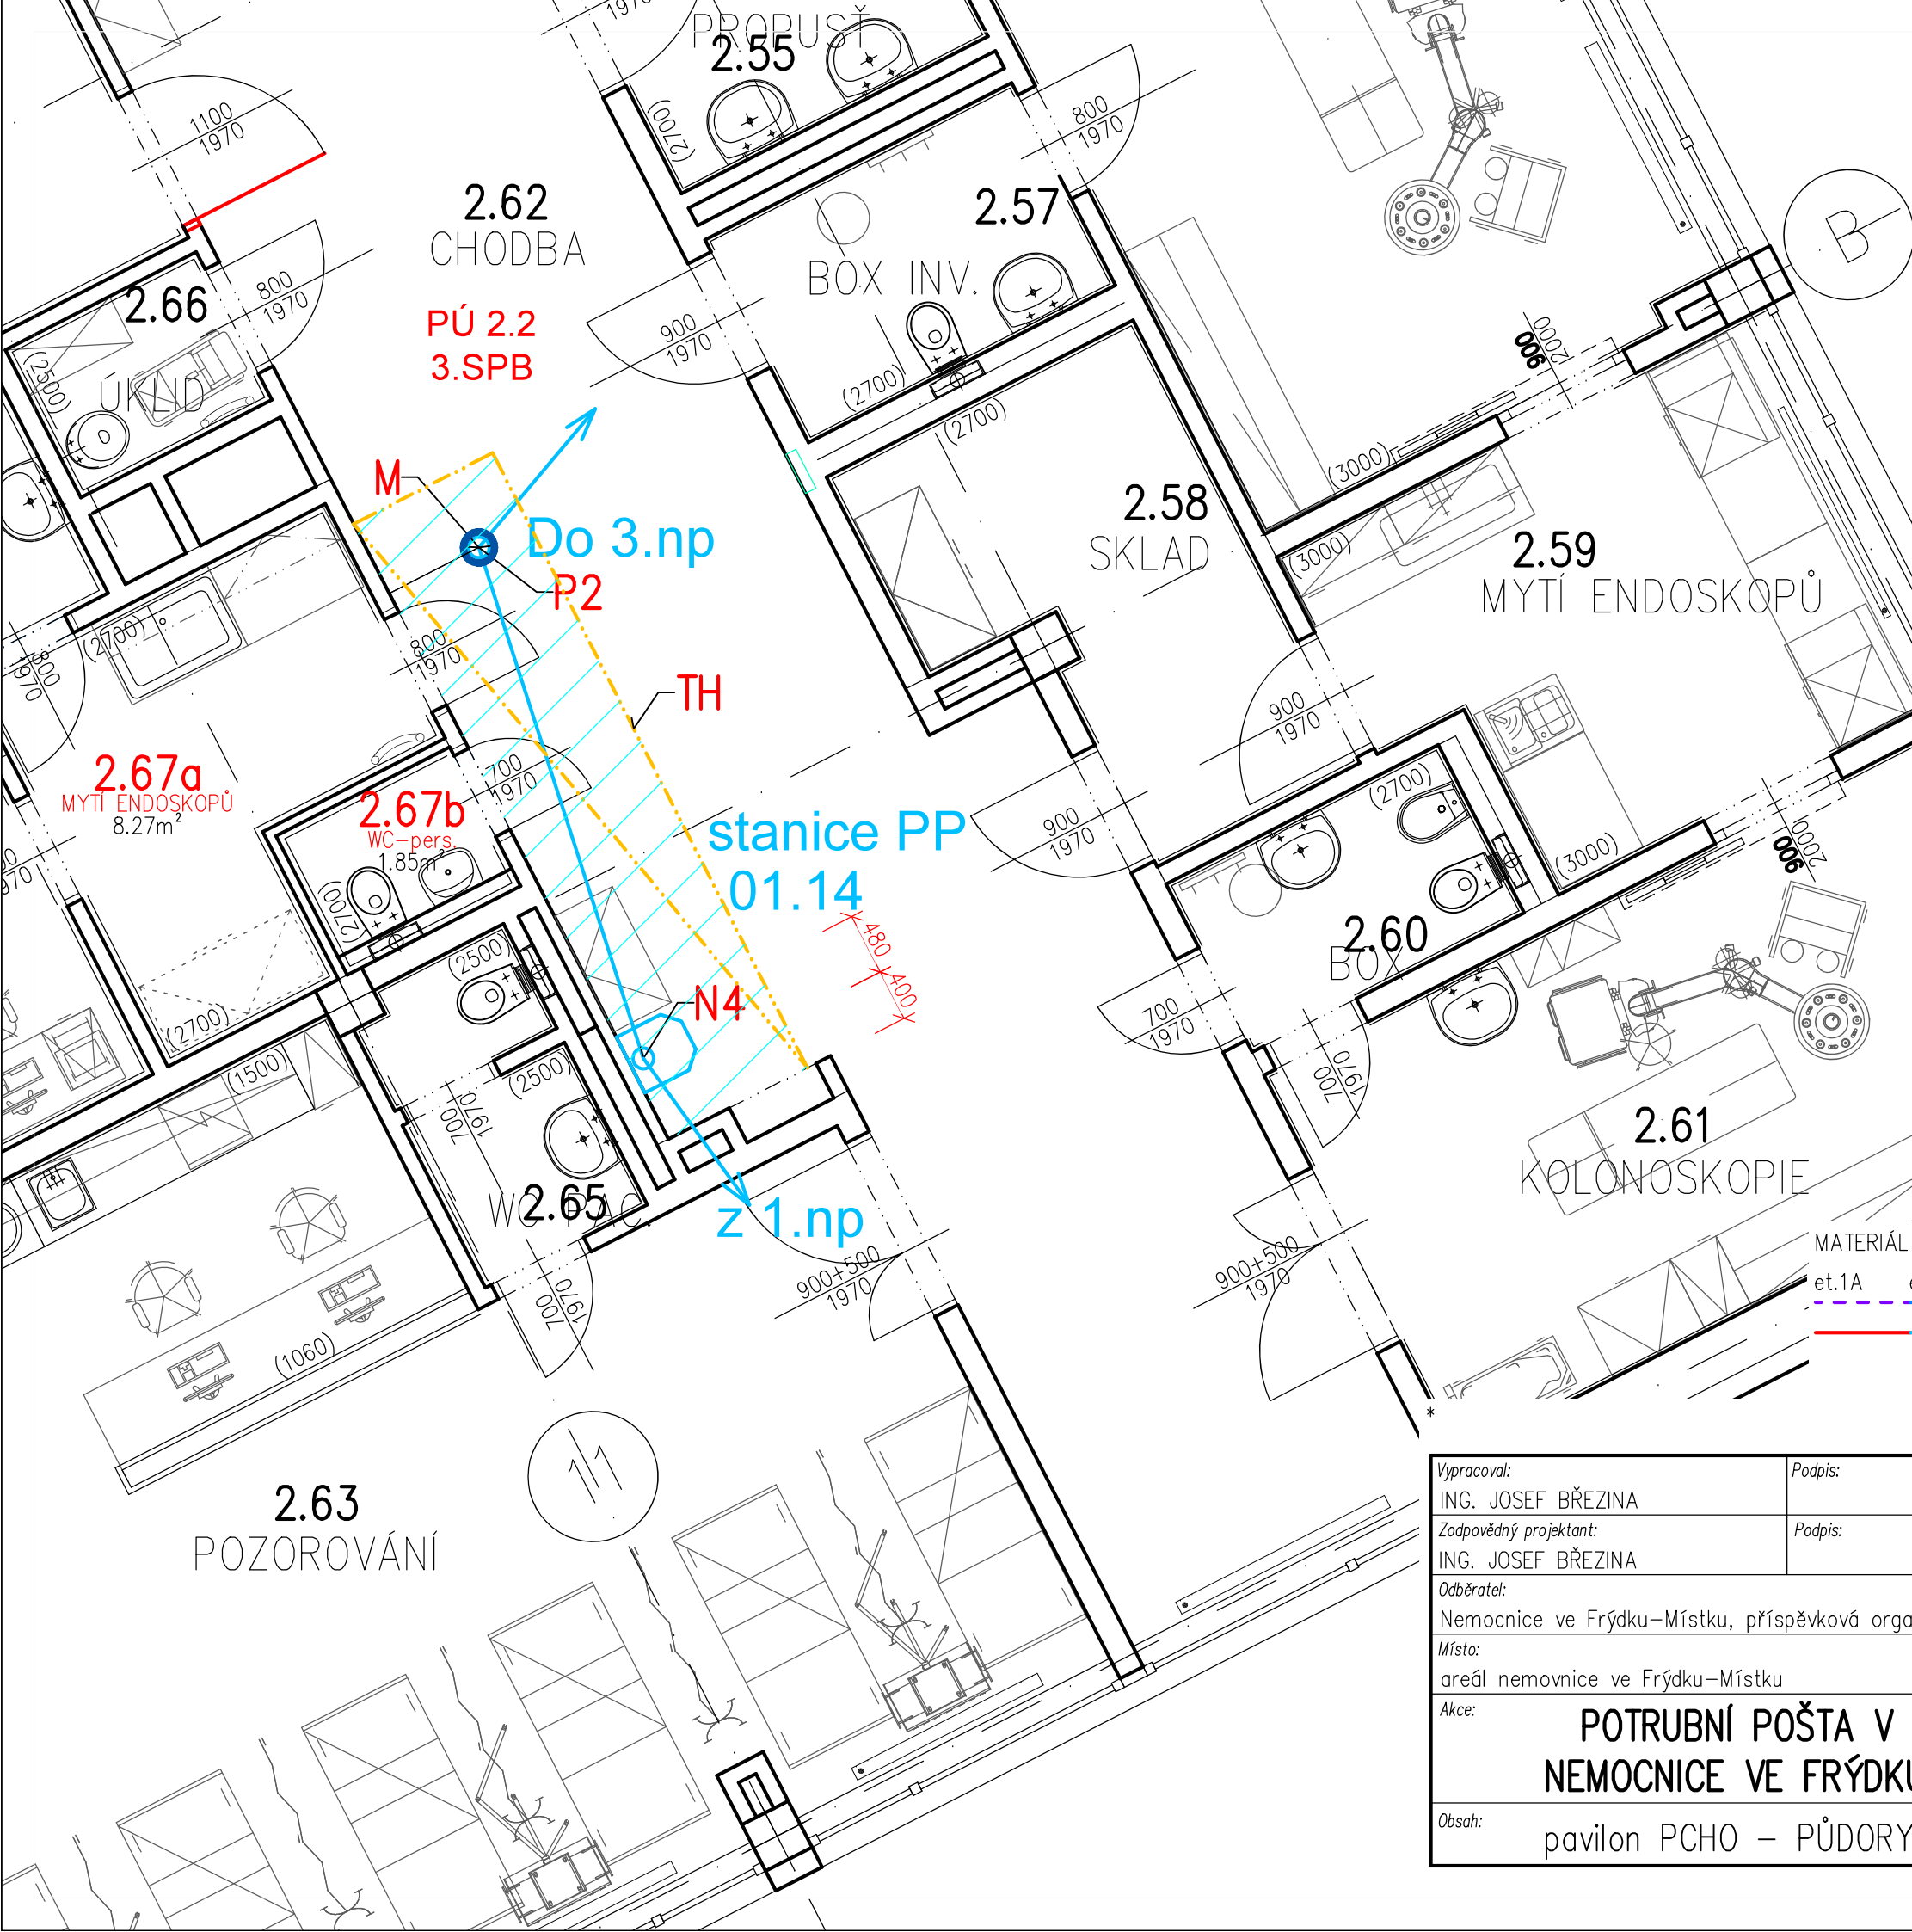 1970
PROPUSŤ
2.55
(2700)
800
1970
1100
1970
2.62
CHODBA
2.57
B
BOX INV.
800
1970
2.66
(2500)
ÚKLID
PÚ 2.2
3.SPB
900
1970
(2700)
(2700)
900
2000
M
(3000)
2.58
SKLAD
Do 3.np
(3000)
2.59
MYTÍ ENDOSKOPŮ
P2
(2700)
800
1970
800
1970
TH
900
1970
2.67a
MYTÍ ENDOSKOPŮ
8.27m²
700
1970
2.67b
WC-pers.
1.85m²
(2700)
stanice PP
01.14
900
1970
(2700)
(3000)
900
2000
970
(2700)
(2500)
480
400
2.60
BOX
N4
700
1970
(1500)
(2500)
700
1970
700
1970
2.61
KOLONOSKOPIE
2.65
WC PAC.
z 1.np
900+500
1970
900+500
1970
MATERIÁL
et.1A
700
1970
(1060)
*
1/1
2.63
POZOROVÁNÍ
Vypracoval:
Podpis:
ING. JOSEF BŘEZINA
Zodpovědný projektant:
Podpis:
ING. JOSEF BŘEZINA
Odběratel:
Nemocnice ve Frýdku-Místku, příspěvková orga
Místo:
areál nemovnice ve Frýdku-Místku
Akce:
POTRUBNÍ POŠTA V
NEMOCNICE VE FRÝDKU
Obsah:
pavilon PCHO - PŮDORY